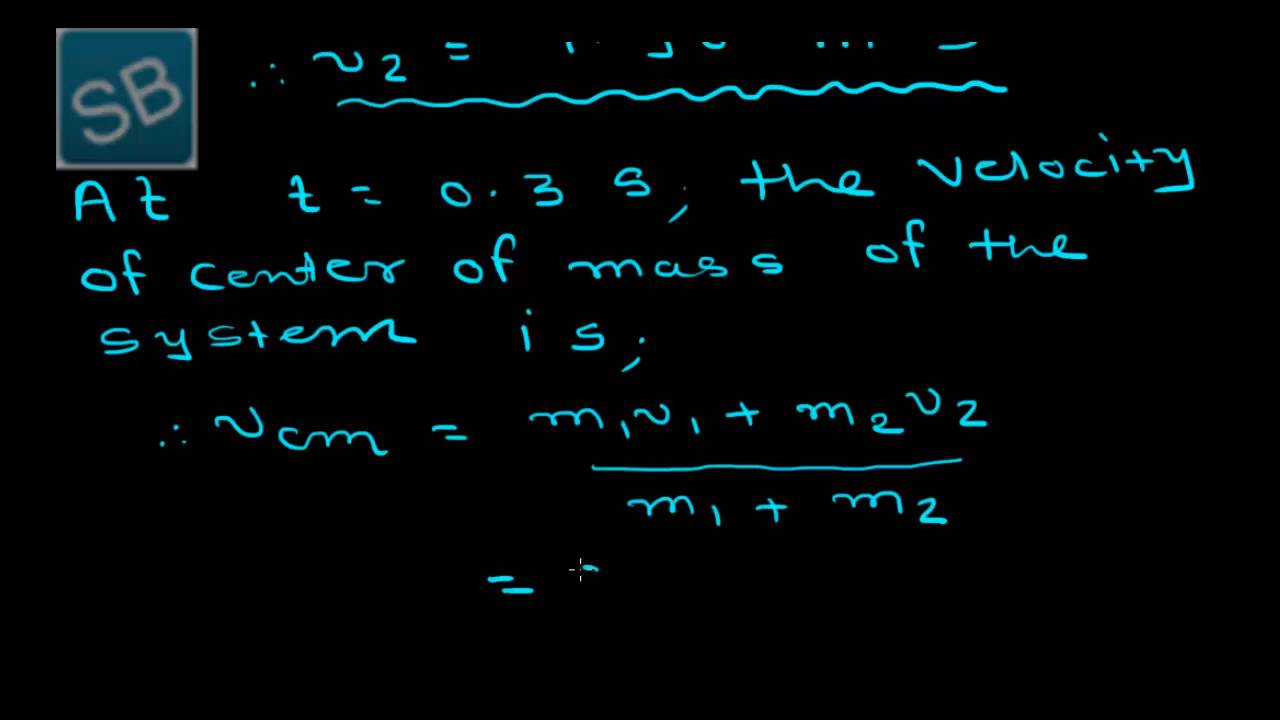 SB
∴ v2 =
At t = 0.3 s, the velocity
of center of mass of the
system is,
∴ vcm = m1v1 + m2v2
m1 + m2
=